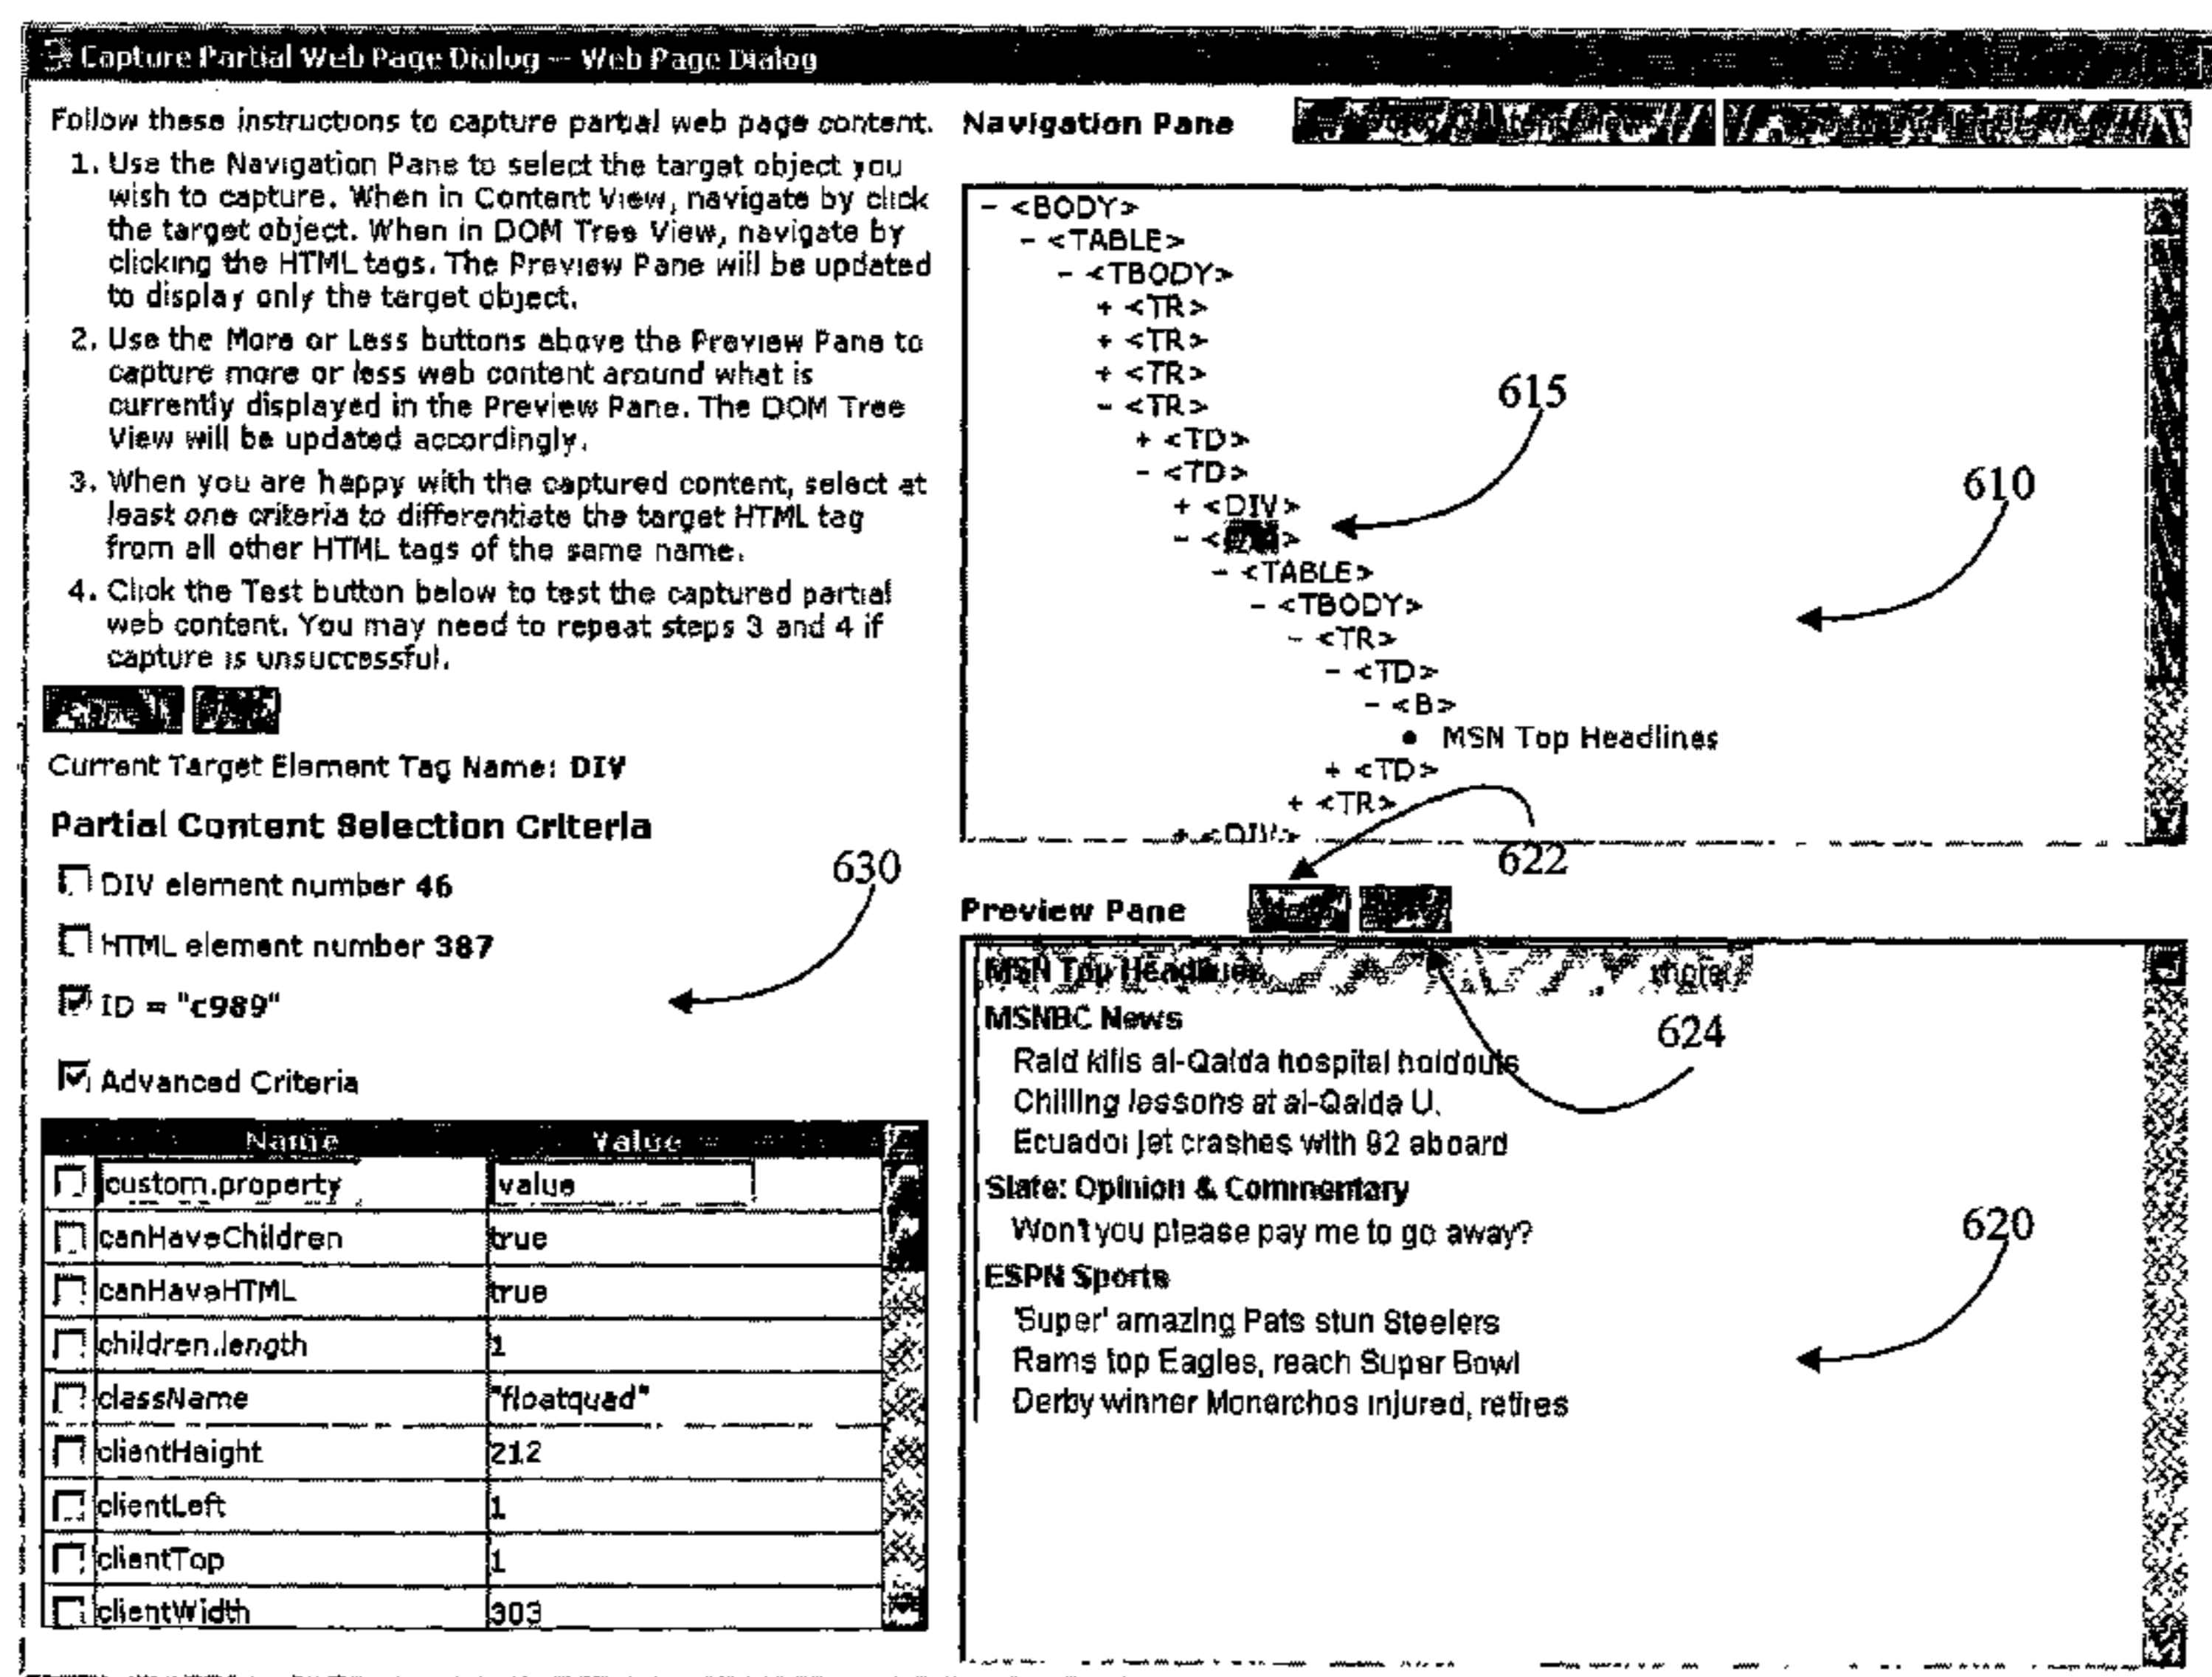 Capture Partial Web Page Dialog -- Web Page Dialog
Follow these instructions to capture partial web page content.
1. Use the Navigation Pane to select the target object you
wish to capture. When in Content View, navigate by click
the target object. When in DOM Tree View, navigate by
clicking the HTML tags. The Preview Pane will be updated
to display only the target object.
2. Use the More or Less buttons above the Preview Pane to
capture more or less web content around what is
currently displayed in the Preview Pane. The DOM Tree
View will be updated accordingly.
3. When you are happy with the captured content, select at
least one criteria to differentiate the target HTML tag
from all other HTML tags of the same name.
4. Click the Test button below to test the captured partial
web content. You may need to repeat steps 3 and 4 if
capture is unsuccessful.
Current Target Element Tag Name: DIV
Partial Content Selection Criteria
DIV element number 46
HTML element number 387
ID = "c989"
Advanced Criteria
630
Name Value
custom.property value
canHaveChildren true
canHaveHTML true
children.length 1
className "floatquad"
clientHeight 212
clientLeft 1
clientTop 1
clientWidth 303
Navigation Pane
- <BODY>
- <TABLE>
- <TBODY>
+ <TR>
+ <TR>
+ <TR>
- <TR>
+ <TD>
- <TD>
+ <DIV>
- < >
- <TABLE>
- <TBODY>
- <TR>
- <TD>
- <B>
• MSN Top Headlines
+ <TD>
+ <TR>
+ <DIV>
615
610
622
Preview Pane
MSN Top Headlines more
MSNBC News
Raid kills al-Qaida hospital holdouts
Chilling lessons at al-Qaida U.
Ecuador jet crashes with 92 aboard
Slate: Opinion & Commentary
Won't you please pay me to go away?
ESPN Sports
'Super' amazing Pats stun Steelers
Rams top Eagles, reach Super Bowl
Derby winner Monarchos injured, retires
624
620